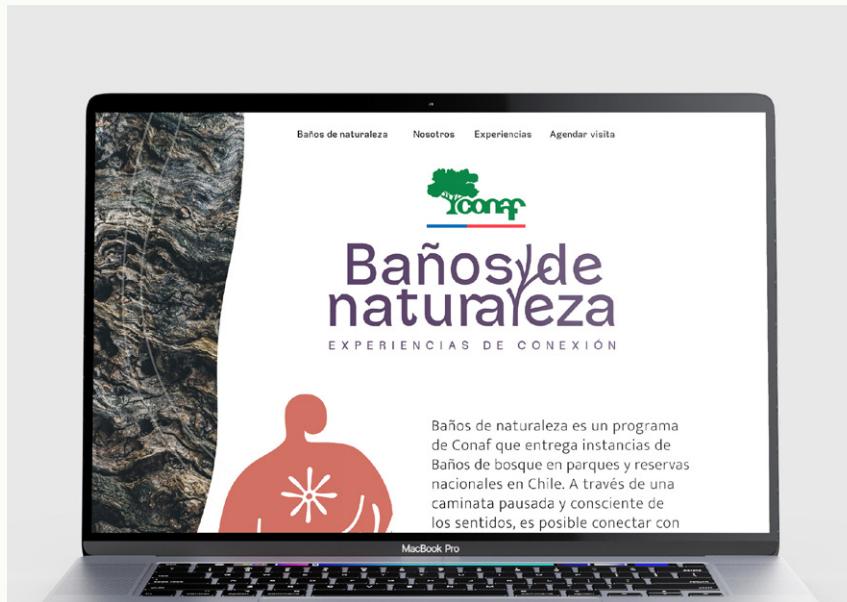 Baños de naturaleza Nosotros Experiencias Agendar visita
conaf
Baños de
naturaleza
EXPERIENCIAS DE CONEXIÓN
Baños de naturaleza es un programa
de Conaf que entrega instancias de
Baños de bosque en parques y reservas
nacionales en Chile. A través de una
caminata pausada y consciente de
los sentidos, es posible conectar con
MacBook Pro